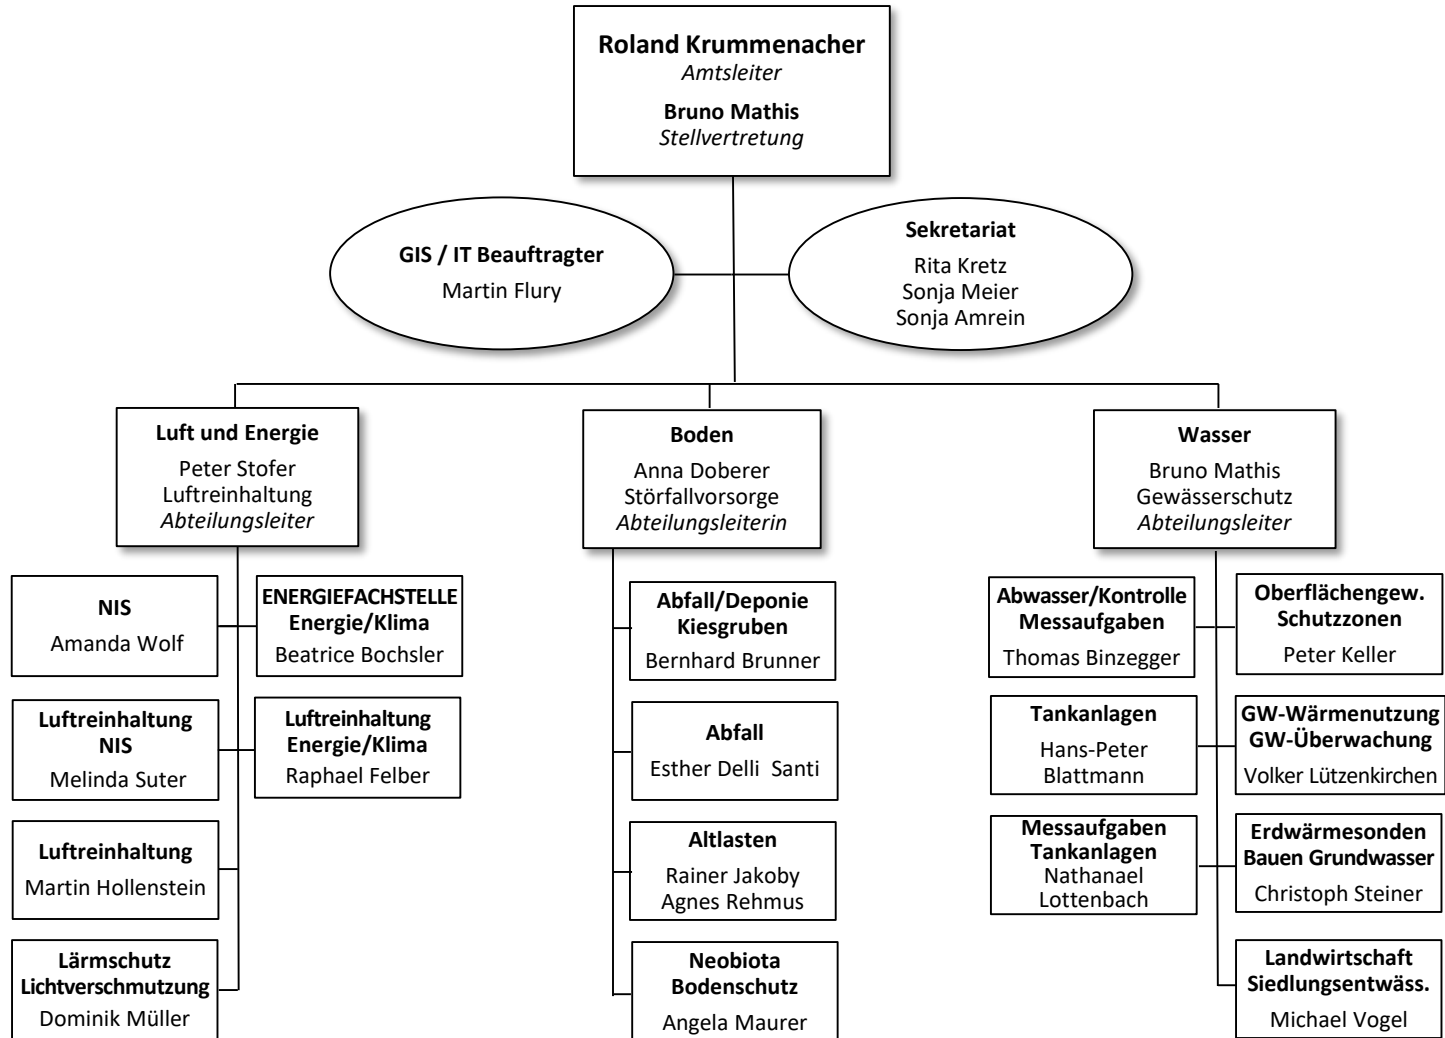 Roland Krummenacher
Amtsleiter
Bruno Mathis
Stellvertretung
GIS / IT Beauftragter
Martin Flury
Sekretariat
Rita Kretz
Sonja Meier
Sonja Amrein
Luft und Energie
Peter Stofer
Luftreinhaltung
Abteilungsleiter
Boden
Anna Doberer
Störfallvorsorge
Abteilungsleiterin
Wasser
Bruno Mathis
Gewässerschutz
Abteilungsleiter
NIS
Amanda Wolf
ENERGIEFACHSTELLE
Energie/Klima
Beatrice Bochsler
Luftreinhaltung
NIS
Melinda Suter
Luftreinhaltung
Energie/Klima
Raphael Felber
Luftreinhaltung
Martin Hollenstein
Lärmschutz
Lichtverschmutzung
Dominik Müller
Abfall/Deponie
Kiesgruben
Bernhard Brunner
Abfall
Esther Delli Santi
Altlasten
Rainer Jakoby
Agnes Rehmus
Neobiota
Bodenschutz
Angela Maurer
Abwasser/Kontrolle
Messaufgaben
Thomas Binzegger
Oberflächengew.
Schutzzonen
Peter Keller
Tankanlagen
Hans-Peter
Blattmann
GW-Wärmenutzung
GW-Überwachung
Volker Lützenkirchen
Messaufgaben
Tankanlagen
Nathanael
Lottenbach
Erdwärmesonden
Bauen Grundwasser
Christoph Steiner
Landwirtschaft
Siedlungsentwäss.
Michael Vogel